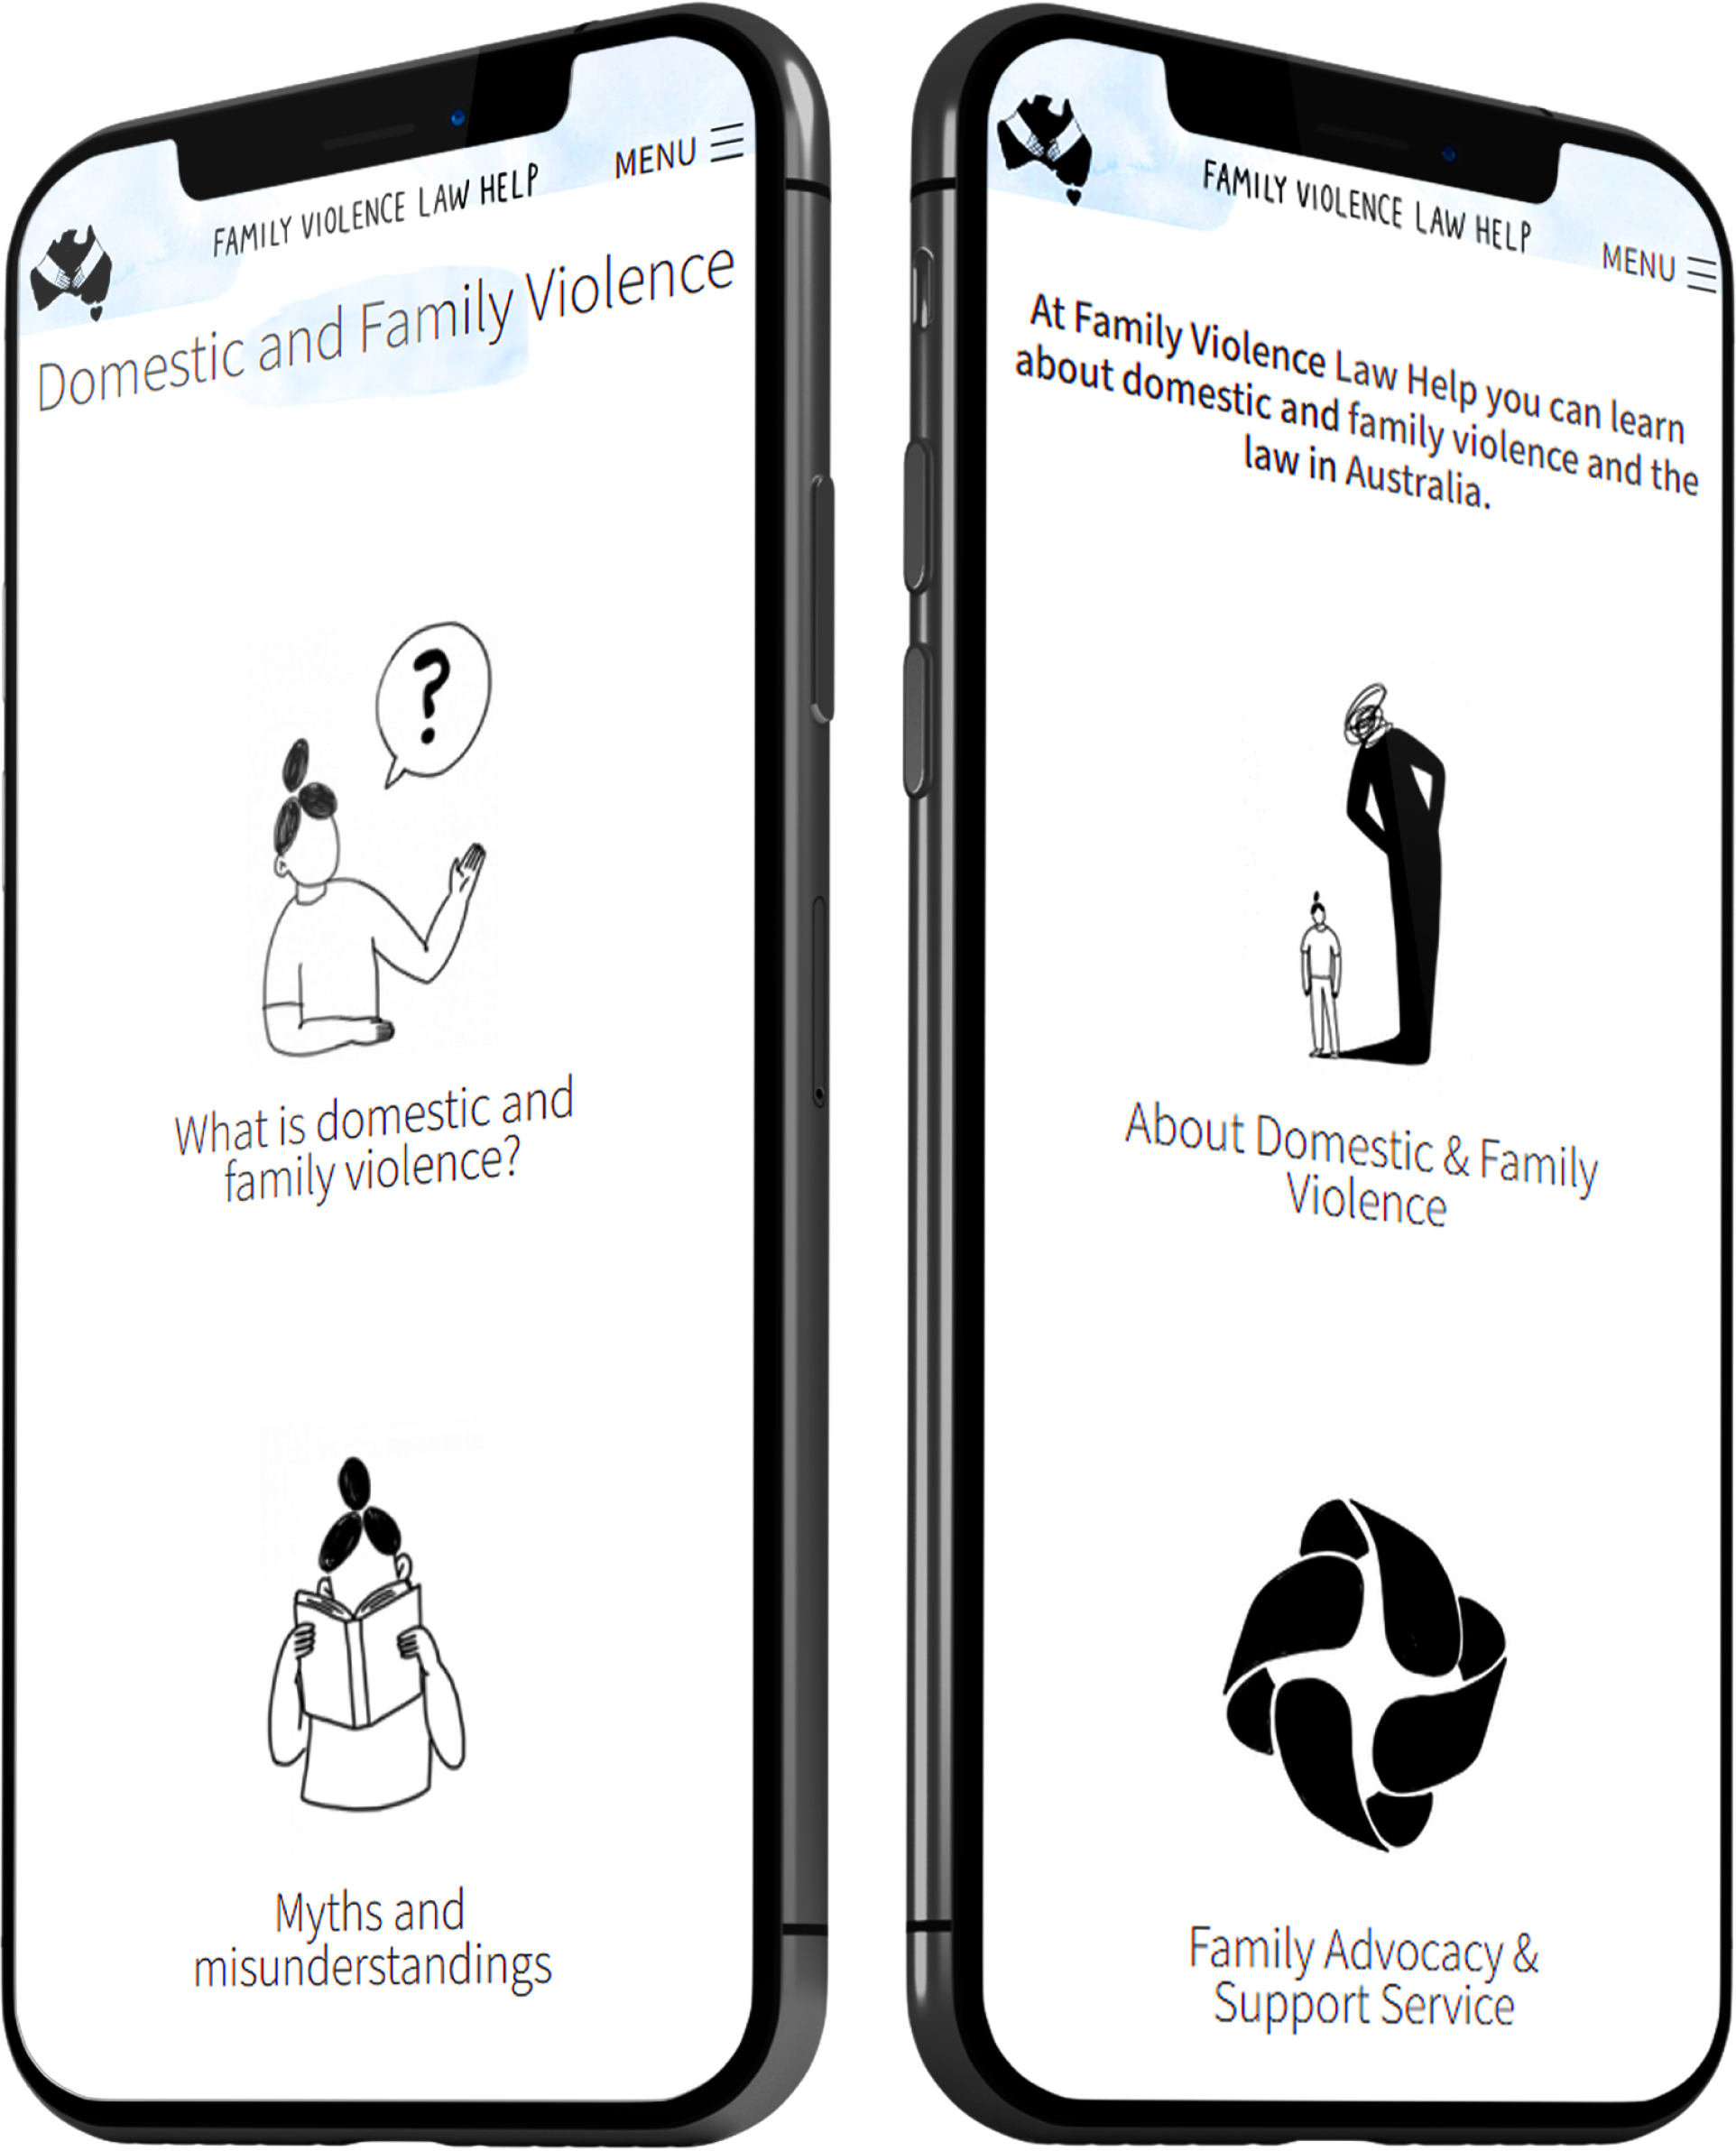 FAMILY VIOLENCE LAW HELP
MENU
Domestic and Family Violence
?
What is domestic and
family violence?
Myths and
misunderstandings
FAMILY VIOLENCE LAW HELP
MENU
At Family Violence Law Help you can learn
about domestic and family violence and the
law in Australia.
About Domestic & Family
Violence
Family Advocacy &
Support Service